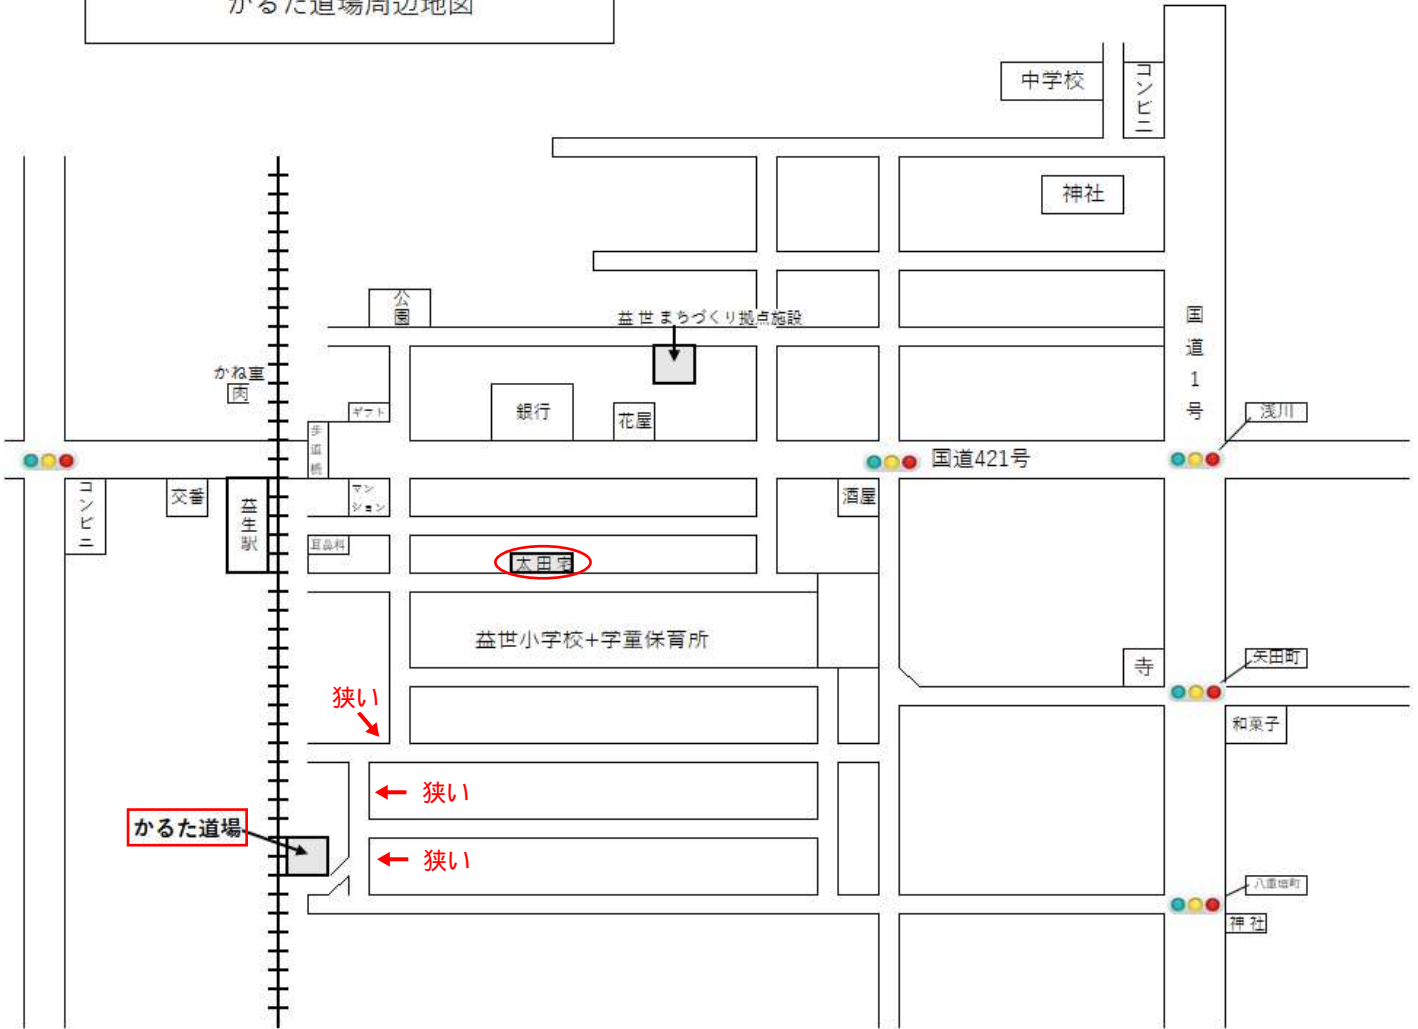 かるた道場周辺地図
中学校
コンビニ
神社
公園
益世まちづくり拠点施設
国道1号
かね重
肉
ギフト
銀行
花屋
浅川
歩道橋
国道421号
コンビニ
交番
益生駅
マンション
酒屋
耳鼻科
太田宅
益世小学校+学童保育所
寺
矢田町
狭い
和菓子
狭い
かるた道場
狭い
八重垣町
神社